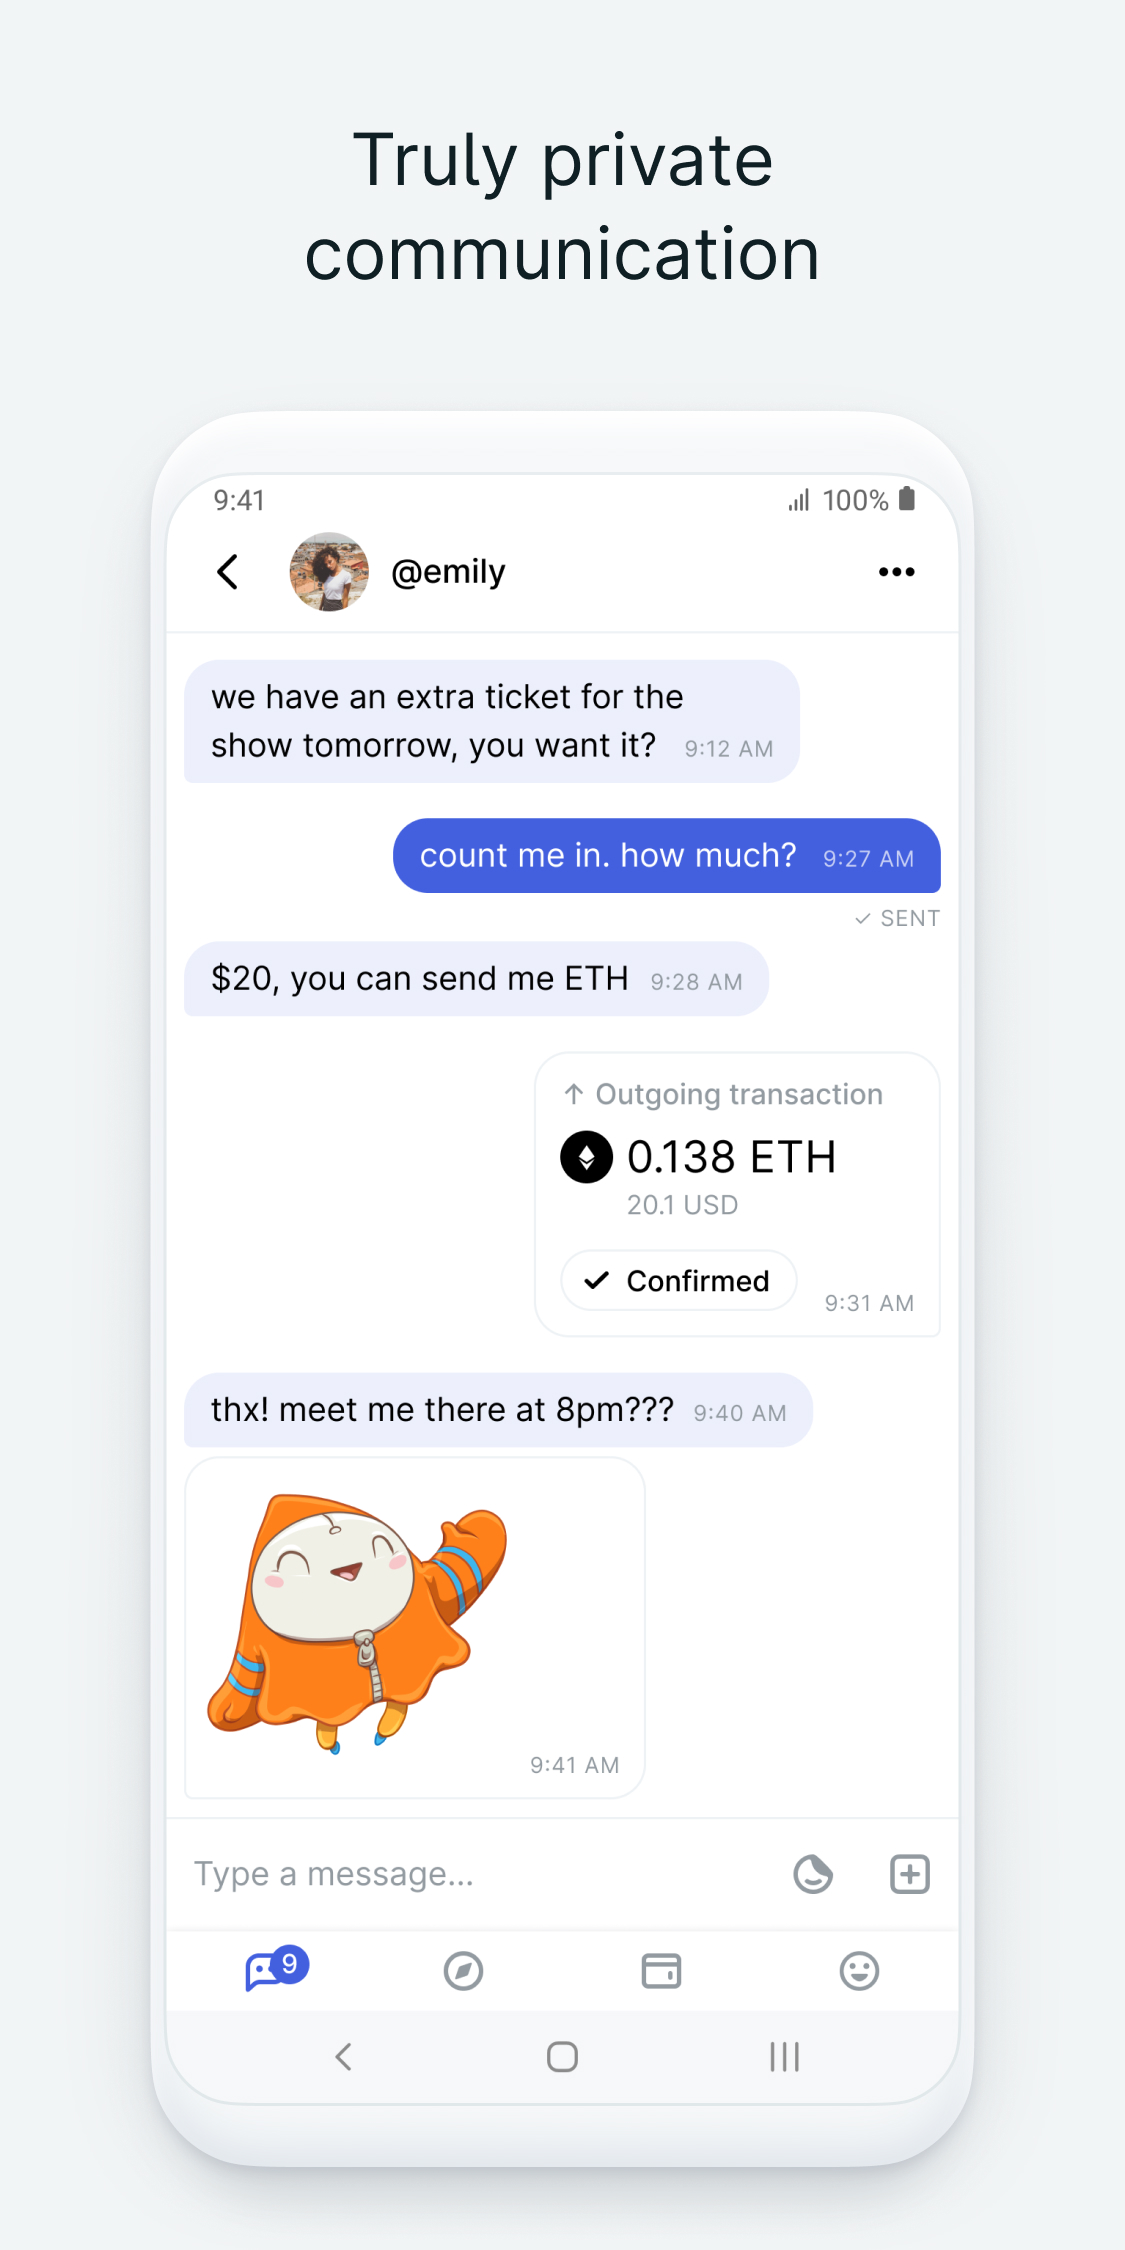 Truly private
communication
9:41
100%
@emily
we have an extra ticket for the
show tomorrow, you want it? 9:12 AM
count me in. how much? 9:27 AM
✓ SENT
$20, you can send me ETH 9:28 AM
↑ Outgoing transaction
0.138 ETH
20.1 USD
✓ Confirmed
9:31 AM
thx! meet me there at 8pm??? 9:40 AM
9:41 AM
Type a message...
9